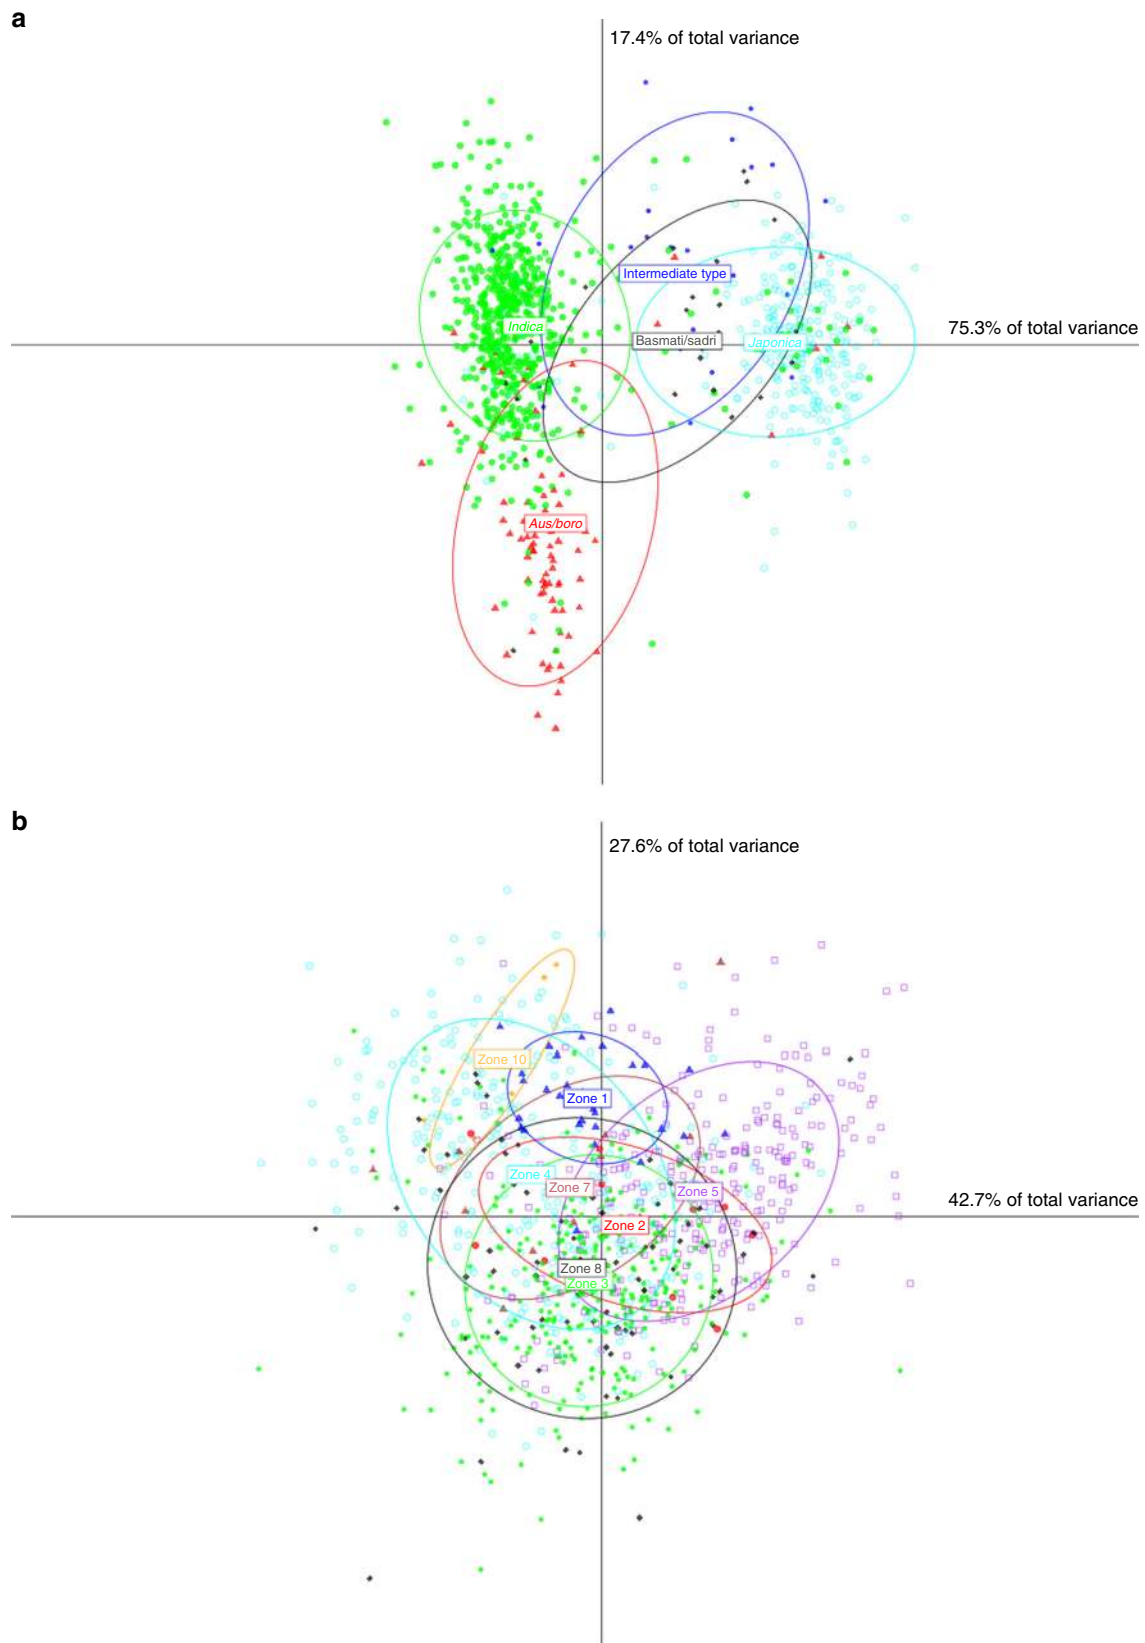 a
17.4% of total variance
Intermediate type
Indica
75.3% of total variance
Basmati/sadri
Japonica
Aus/boro
b
27.6% of total variance
Zone 10
Zone 1
Zone 4
Zone 7
Zone 5
42.7% of total variance
Zone 2
Zone 8
Zone 3